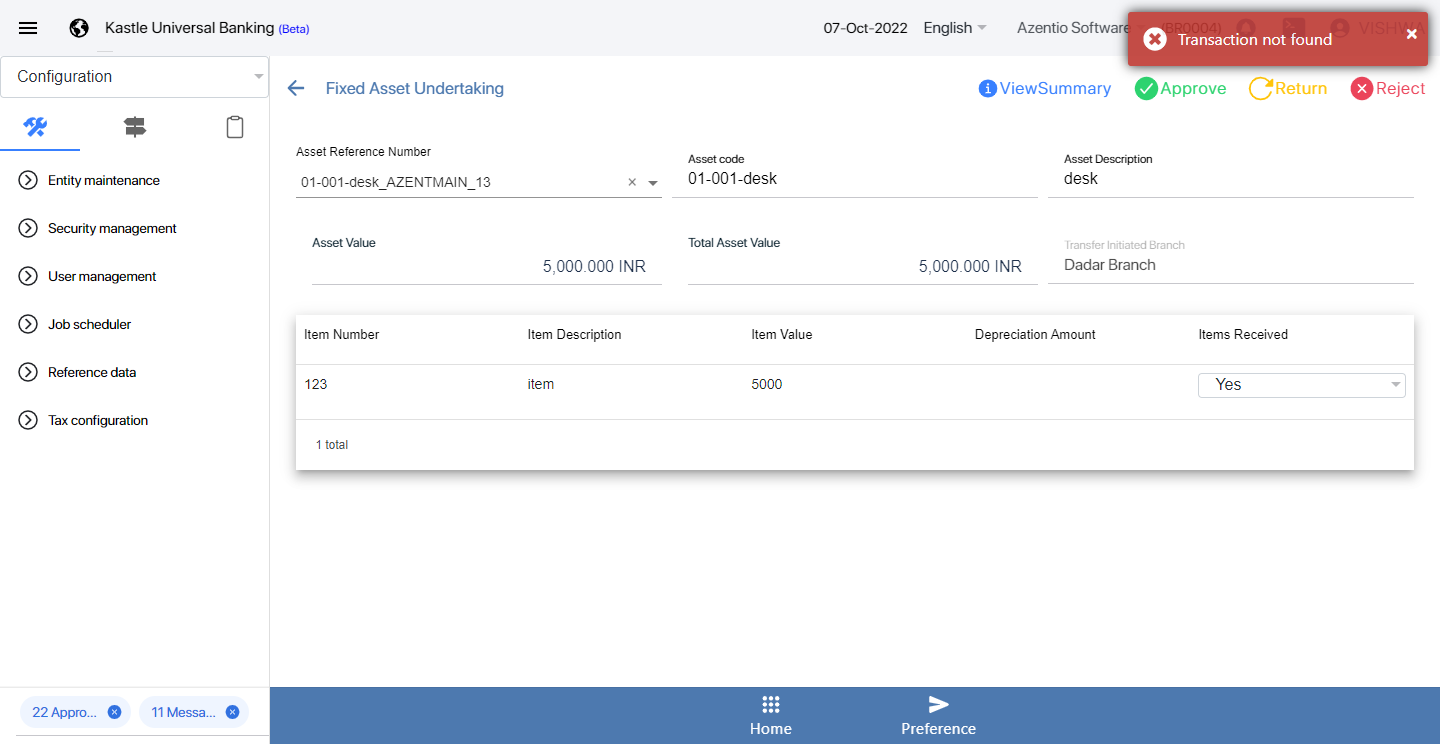 Kastle Universal Banking (Beta)
07-Oct-2022
English
Azentio Software
(BR0004)
VISHWA
Transaction not found
Configuration
Fixed Asset Undertaking
ViewSummary
Approve
Return
Reject
Entity maintenance
Security management
User management
Job scheduler
Reference data
Tax configuration
Asset Reference Number
01-001-desk_AZENTMAIN_13
Asset code
01-001-desk
Asset Description
desk
Asset Value
5,000.000 INR
Total Asset Value
5,000.000 INR
Transfer Initiated Branch
Dadar Branch
Item Number Item Description Item Value Depreciation Amount Items Received
123 item 5000 Yes
1 total
22 Appro...
11 Messa...
Home
Preference